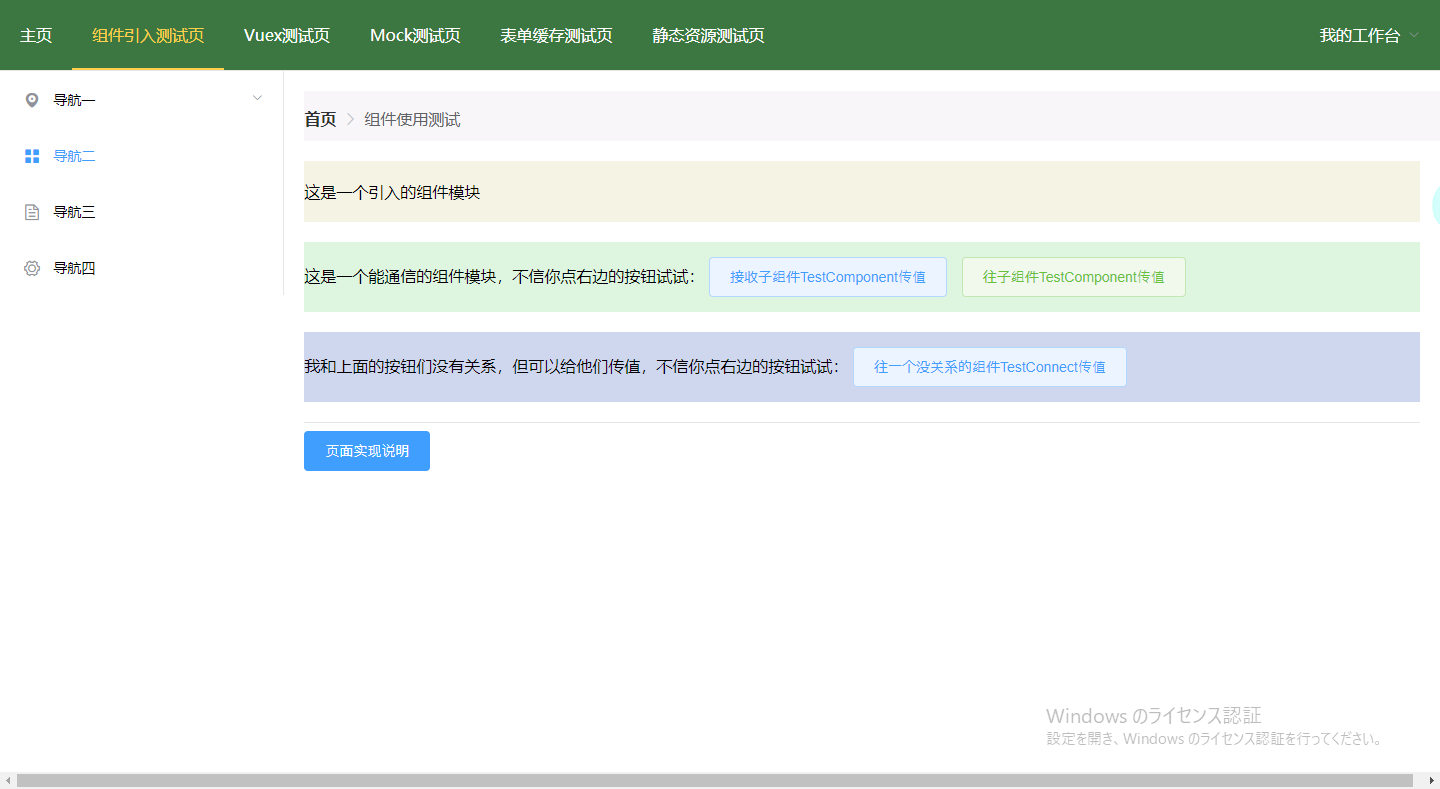 主页 组件引入测试页 Vuex测试页 Mock测试页 表单缓存测试页 静态资源测试页 我的工作台
导航一
导航二
导航三
导航四
首页 组件使用测试
这是一个引入的组件模块
这是一个能通信的组件模块，不信你点右边的按钮试试： 接收子组件TestComponent传值 往子组件TestComponent传值
我和上面的按钮们没有关系，但可以给他们传值，不信你点右边的按钮试试： 往一个没关系的组件TestConnect传值
页面实现说明
Windows のライセンス認証
設定を開き、Windows のライセンス認証を行ってください。